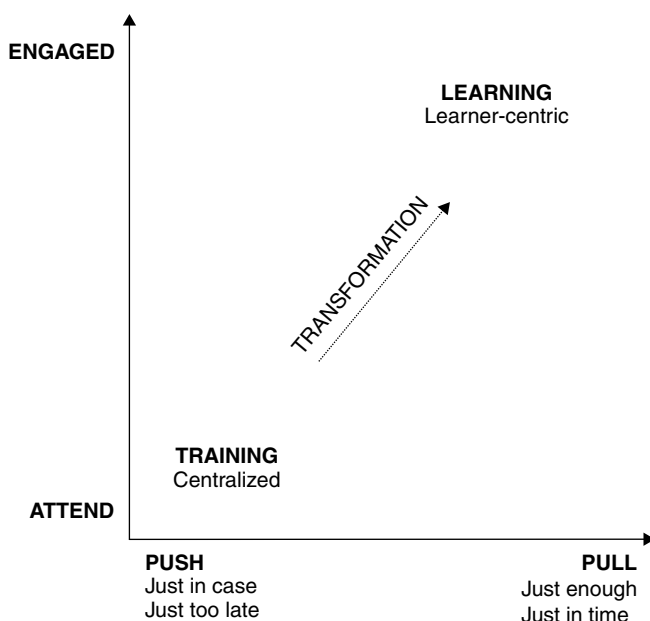 ENGAGED
LEARNING
Learner-centric
TRANSFORMATION
TRAINING
Centralized
ATTEND
PUSH
Just in case
Just too late
PULL
Just enough
Just in time